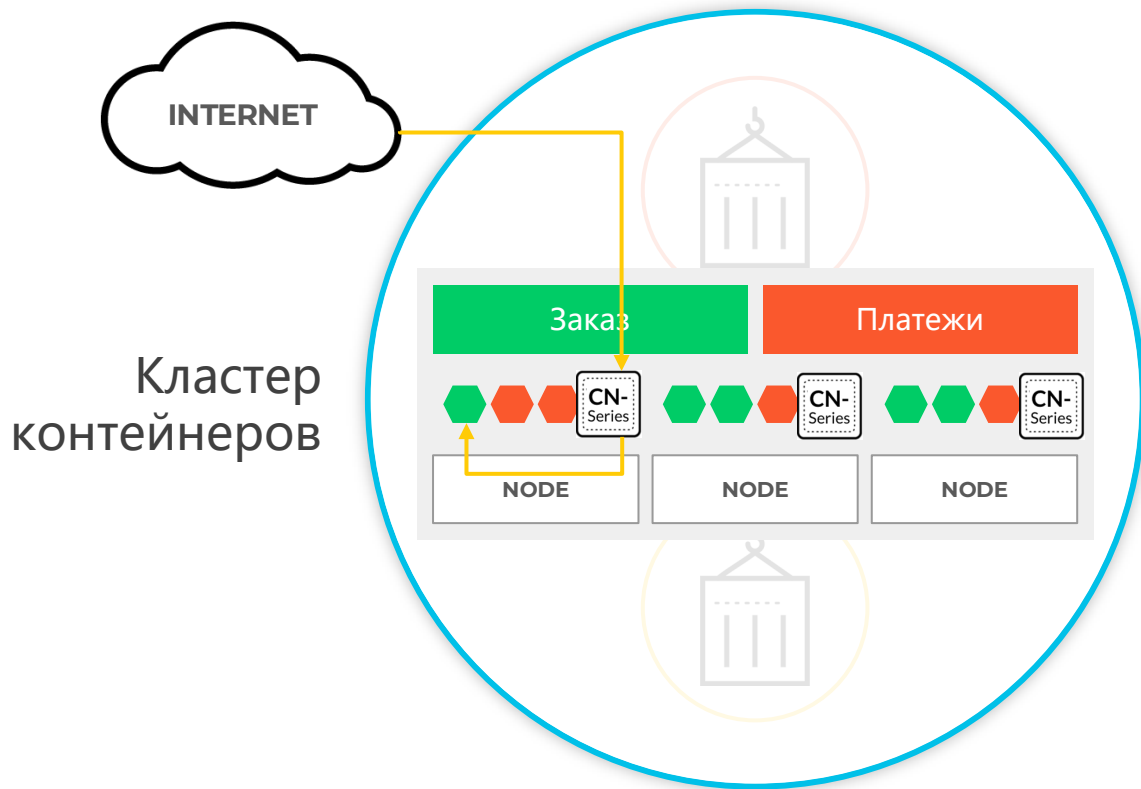 INTERNET
Заказ
Платежи
Кластер
контейнеров
CN-
Series
CN-
Series
CN-
Series
NODE
NODE
NODE